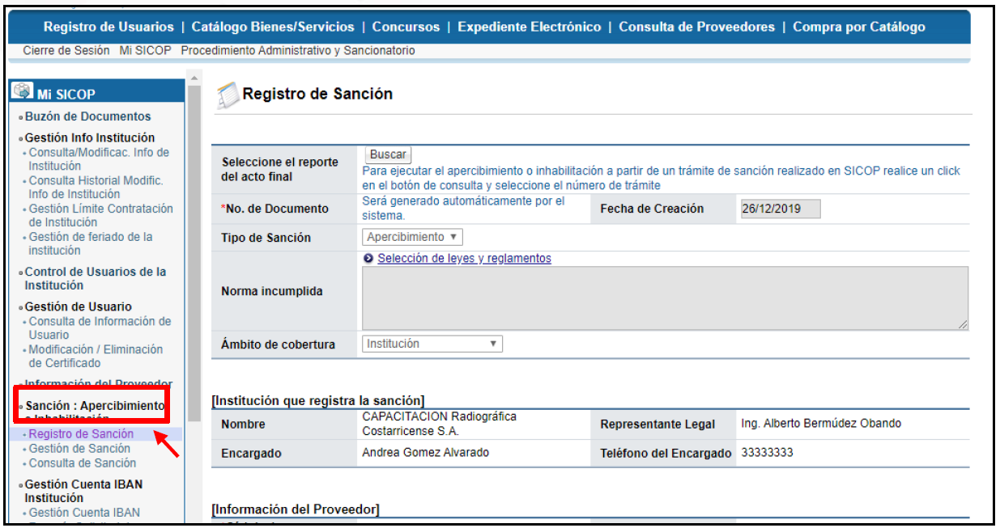 Registro de Usuarios | Catálogo Bienes/Servicios | Concursos | Expediente Electrónico | Consulta de Proveedores | Compra por Catálogo
Cierre de Sesión Mi SICOP Procedimiento Administrativo y Sancionatorio
Mi SICOP
Buzón de Documentos
Gestión Info Institución
Consulta/Modificac. Info de
Institución
Consulta Historial Modific.
Info de Institución
Gestión Límite Contratación
de Institución
Gestión de feriado de la
institución
Control de Usuarios de la
Institución
Gestión de Usuario
Consulta de Información de
Usuario
Modificación / Eliminación
de Certificado
Información del Proveedor
Sanción : Apercibimiento
o Inhabilitación
Registro de Sanción
Gestión de Sanción
Consulta de Sanción
Gestión Cuenta IBAN
Institución
Gestión Cuenta IBAN
Registro de Sanción
Seleccione el reporte
del acto final
Buscar
Para ejecutar el apercibimiento o inhabilitación a partir de un trámite de sanción realizado en SICOP realice un click
en el botón de consulta y seleccione el número de trámite
*No. de Documento
Será generado automáticamente por el
sistema.
Fecha de Creación
26/12/2019
Tipo de Sanción
Apercibimiento
Norma incumplida
Selección de leyes y reglamentos
Ámbito de cobertura
Institución
[Institución que registra la sanción]
Nombre
CAPACITACION Radiográfica
Costarricense S.A.
Representante Legal
Ing. Alberto Bermúdez Obando
Encargado
Andrea Gomez Alvarado
Teléfono del Encargado
33333333
[Información del Proveedor]